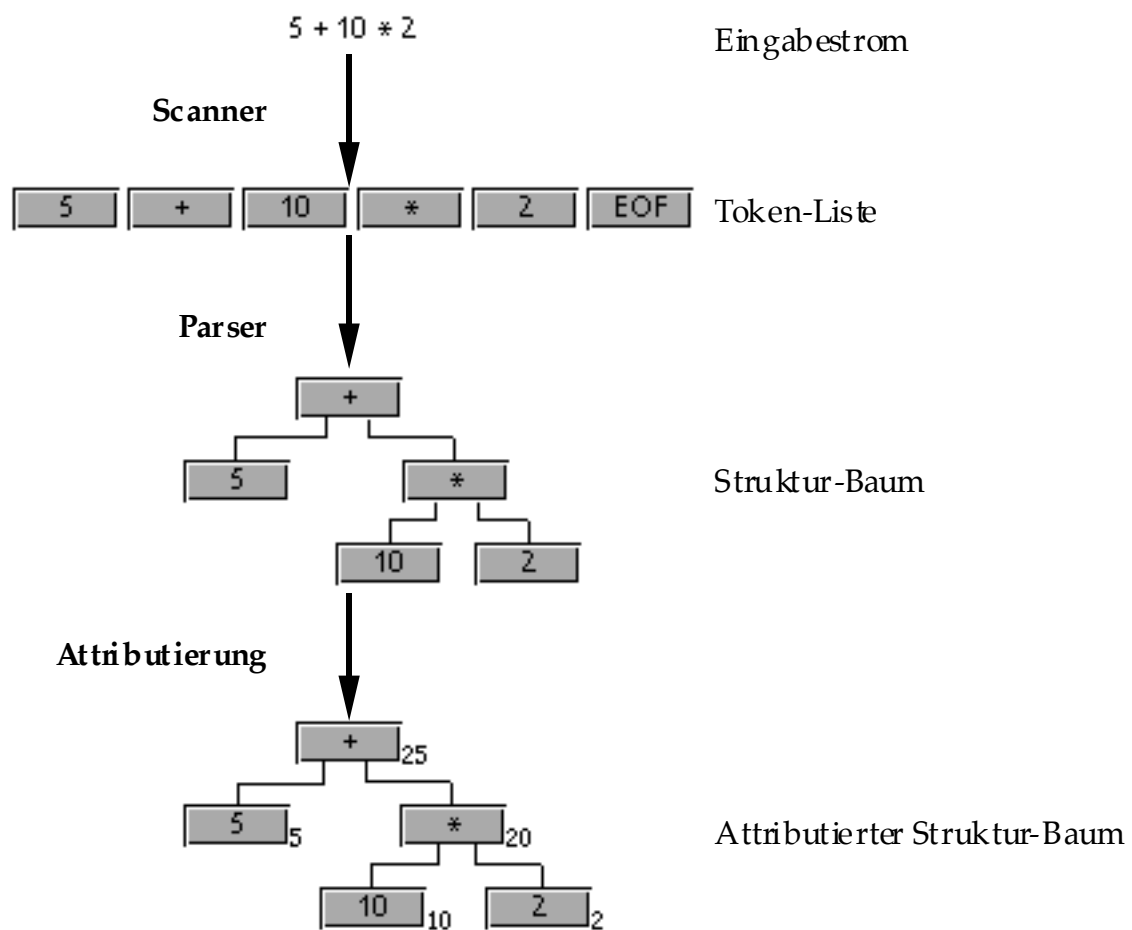 5 + 10 * 2 Eingabestrom
Scanner
5 + 10 * 2 EOF Token-Liste
Parser
+
5 * Struktur-Baum
10 2
Attributierung
+ 25
5 5 * 20 Attributierter Struktur-Baum
10 10 2 2